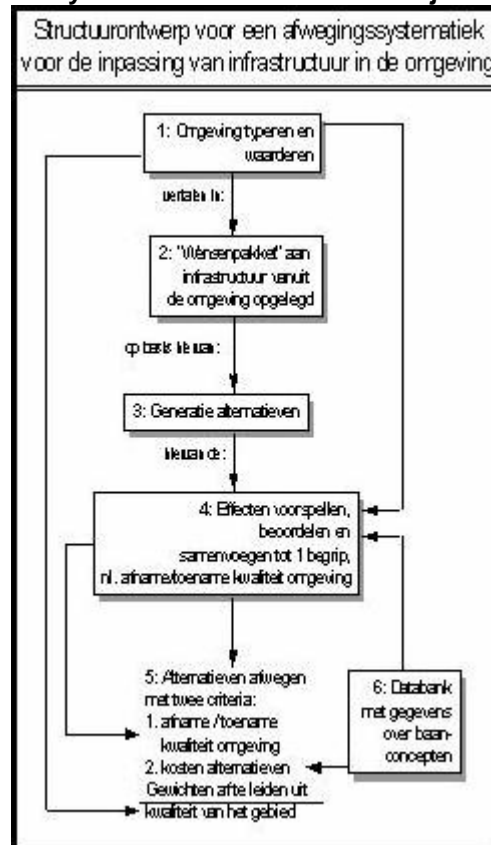 Structuurontwerp voor een afwegingssystematiek
voor de inpassing van infrastructuur in de omgeving
1: Omgeving typeren en
waarderen
vertalen in:
2: "Wensenpakket" aan
infrastructuur vanuit
de omgeving opgelegd
op basis hiervan:
3: Generatie alternatieven
hiervan de:
4: Effecten voorspellen,
beoordelen en
samenvoegen tot 1 begrip,
nl. afname/toename kwaliteit omgeving
5: Alternatieven afwegen
met twee criteria:
1. afname /toename
kwaliteit omgeving
2. kosten alternatieven
Gewichten af te leiden uit
kwaliteit van het gebied
6: Databank
met gegevens
over baan-
concepten